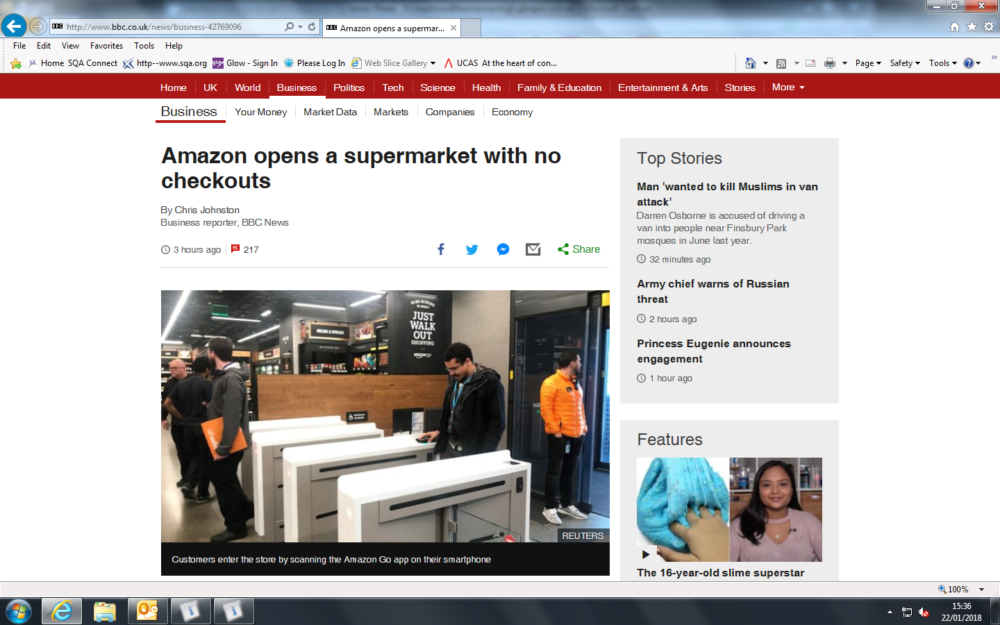 http://www.bbc.co.uk/news/business-42769096
BBC Amazon opens a supermar...
File Edit View Favorites Tools Help
Home SQA Connect http--www.sqa.org glow Glow - Sign In Please Log In Web Slice Gallery UCAS At the heart of con...
Page Safety Tools
Home UK World Business Politics Tech Science Health Family & Education Entertainment & Arts Stories More
Business Your Money Market Data Markets Companies Economy
Amazon opens a supermarket with no
checkouts
By Chris Johnston
Business reporter, BBC News
3 hours ago 217
Share
BREADS & SPREADS
JUST
WALK
OUT
SHOPPING
amazon go
REUTERS
Customers enter the store by scanning the Amazon Go app on their smartphone
Top Stories
Man 'wanted to kill Muslims in van
attack'
Darren Osborne is accused of driving a
van into people near Finsbury Park
mosques in June last year.
32 minutes ago
Army chief warns of Russian
threat
2 hours ago
Princess Eugenie announces
engagement
1 hour ago
Features
The 16-year-old slime superstar
100%
15:36
22/01/2018